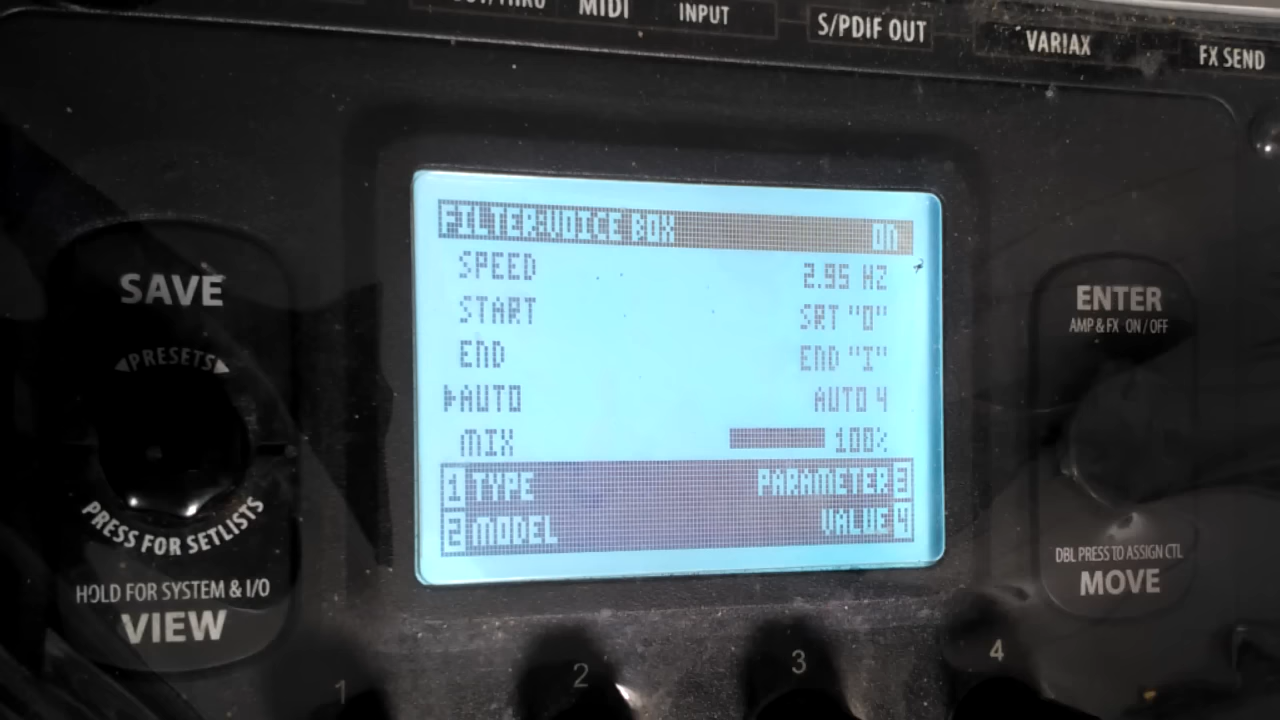 MIDI
INPUT
S/PDIF OUT
VARIAX
FX SEND
SAVE
◀PRESETS▶
PRESS FOR SETLISTS
HOLD FOR SYSTEM & I/O
VIEW
FILTER:VOICE BOX ON
SPEED 2.95 HZ
START SRT "O"
END END "I"
▶AUTO AUTO 4
MIX 100%
1 TYPE PARAMETER 3
2 MODEL VALUE 4
ENTER
AMP & FX ON / OFF
DBL PRESS TO ASSIGN CTL
MOVE
1 2 3 4